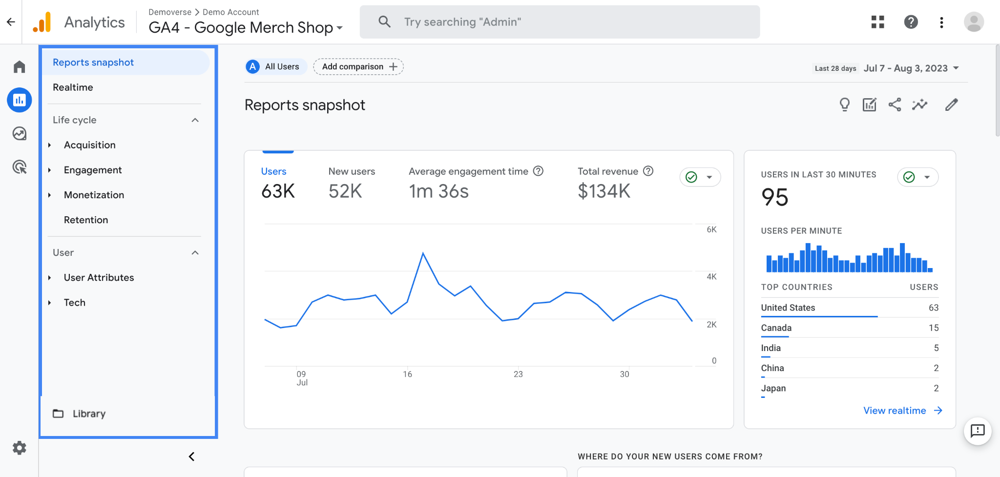 Analytics
Demoverse > Demo Account
GA4 - Google Merch Shop
Try searching "Admin"
Reports snapshot
Realtime
Life cycle
Acquisition
Engagement
Monetization
Retention
User
User Attributes
Tech
Library
A All Users
Add comparison +
Last 28 days Jul 7 - Aug 3, 2023
Reports snapshot
Users
63K
New users
52K
Average engagement time
1m 36s
Total revenue
$134K
6K
4K
2K
0
09
Jul
16
23
30
USERS IN LAST 30 MINUTES
95
USERS PER MINUTE
TOP COUNTRIES USERS
United States 63
Canada 15
India 5
China 2
Japan 2
View realtime
WHERE DO YOUR NEW USERS COME FROM?